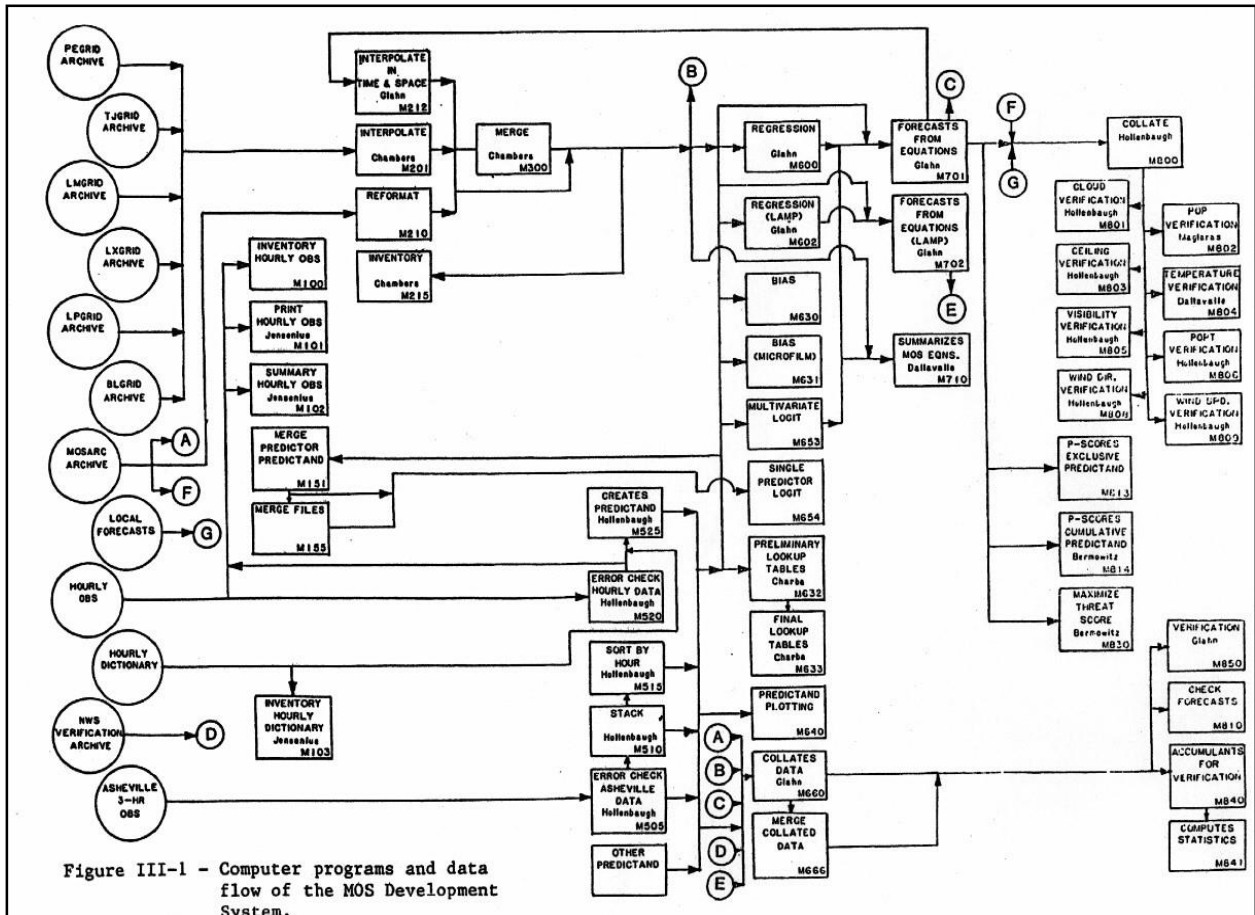 PEGRID
ARCHIVE
TJGRID
ARCHIVE
LMGRID
ARCHIVE
LXGRID
ARCHIVE
LPGRID
ARCHIVE
BLGRID
ARCHIVE
MOSARC
ARCHIVE
A
F
LOCAL
FORECASTS
G
HOURLY
OBS
HOURLY
DICTIONARY
NWS
VERIFICATION
ARCHIVE
D
ASHEVILLE
3-HR
OBS
INVENTORY
HOURLY OBS
M100
PRINT
HOURLY OBS
Jensenius
M101
SUMMARY
HOURLY OBS
Jensenius
M102
MERGE
PREDICTOR
PREDICTAND
M151
MERGE FILES
M155
INVENTORY
HOURLY
DICTIONARY
Jensenius
M103
INTERPOLATE
IN
TIME & SPACE
Glahn
M212
INTERPOLATE
Chambers
M201
REFORMAT
M210
INVENTORY
Chambers
M215
MERGE
Chambers
M300
CREATES
PREDICTAND
Hollenbaugh
M525
ERROR CHECK
HOURLY DATA
Hollenbaugh
M520
SORT BY
HOUR
Hollenbaugh
M515
STACK
Hollenbaugh
M510
ERROR CHECK
ASHEVILLE
DATA
Hollenbaugh
M505
OTHER
PREDICTAND
B
REGRESSION
Glahn
M600
REGRESSION
(LAMP)
Glahn
M602
BIAS
M630
BIAS
(MICROFILM)
M631
MULTIVARIATE
LOGIT
M653
SINGLE
PREDICTOR
LOGIT
M654
PRELIMINARY
LOOKUP
TABLES
Charba
M632
FINAL
LOOKUP
TABLES
Charba
M633
PREDICTAND
PLOTTING
M640
A
B
C
D
E
COLLATES
DATA
Glahn
M660
MERGE
COLLATED
DATA
M666
C
FORECASTS
FROM
EQUATIONS
Glahn
M701
FORECASTS
FROM
EQUATIONS
(LAMP)
Glahn
M702
E
SUMMARIZES
MOS EQNS.
Dallavalle
M710
F
G
COLLATE
Hollenbaugh
M800
CLOUD
VERIFICATION
Hollenbaugh
M801
POP
VERIFICATION
Maglaras
M802
CEILING
VERIFICATION
Hollenbaugh
M803
TEMPERATURE
VERIFICATION
Dallavalle
M804
VISIBILITY
VERIFICATION
Hollenbaugh
M805
POPT
VERIFICATION
Hollenbaugh
M806
WIND DIR.
VERIFICATION
Hollenbaugh
M808
WIND SPD.
VERIFICATION
Hollenbaugh
M809
P-SCORES
EXCLUSIVE
PREDICTAND
P-SCORES
CUMULATIVE
PREDICTAND
Bermowitz
M814
MAXIMIZE
THREAT
SCORE
Bermowitz
M830
VERIFICATION
Glahn
M850
CHECK
FORECASTS
M810
ACCUMULANTS
FOR
VERIFICATION
M840
COMPUTES
STATISTICS
M841
Figure III-1 - Computer programs and data
flow of the MOS Development
System.